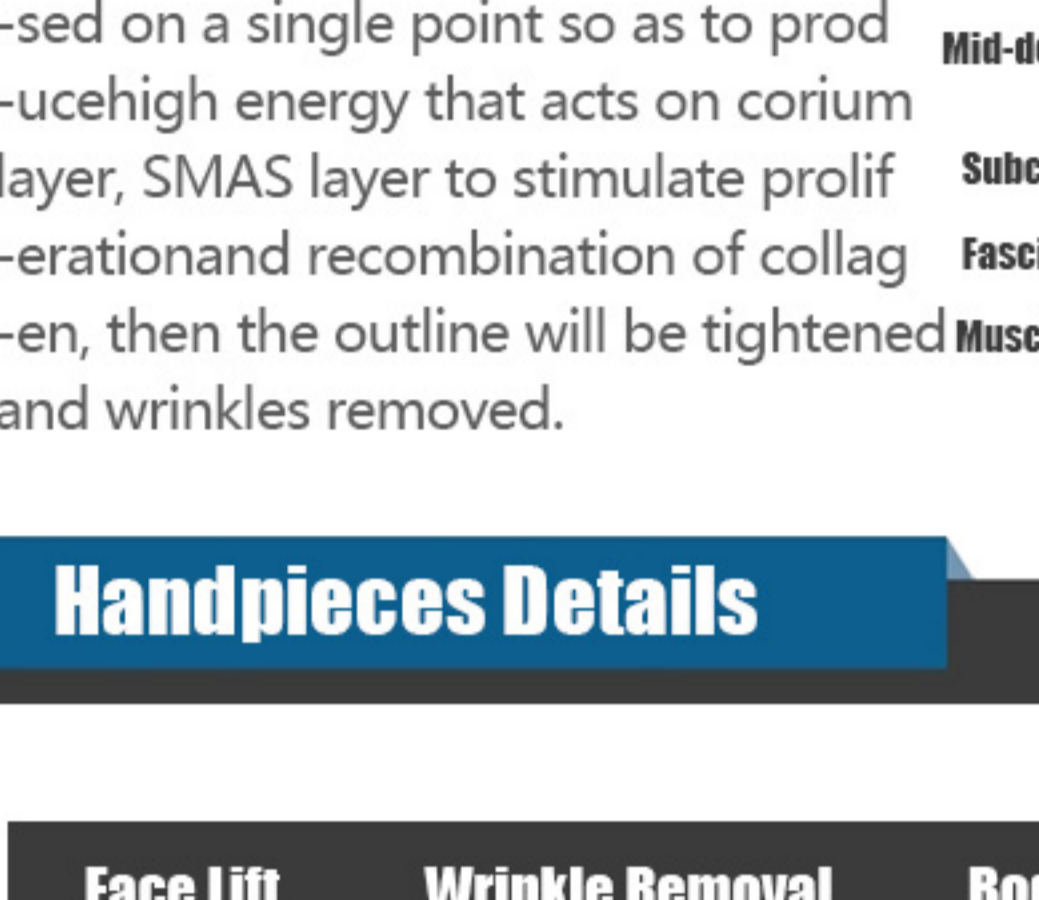 -sed on a single point so as to prod
-ucehigh energy that acts on corium
layer, SMAS layer to stimulate prolif
-erationand recombination of collag
-en, then the outline will be tightened
and wrinkles removed.
Handpieces Details
Face Lift Wrinkle Removal